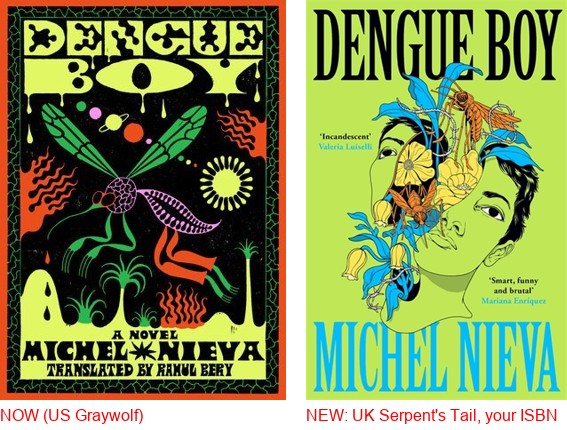 DENGUE
BOY
A NOVEL
MICHEL NIEVA
TRANSLATED BY RAHUL BERY
NOW (US Graywolf)
DENGUE BOY
'Incandescent'
Valeria Luiselli
'Smart, funny
and brutal'
Mariana Enriquez
MICHEL NIEVA
NEW: UK Serpent's Tail, your ISBN